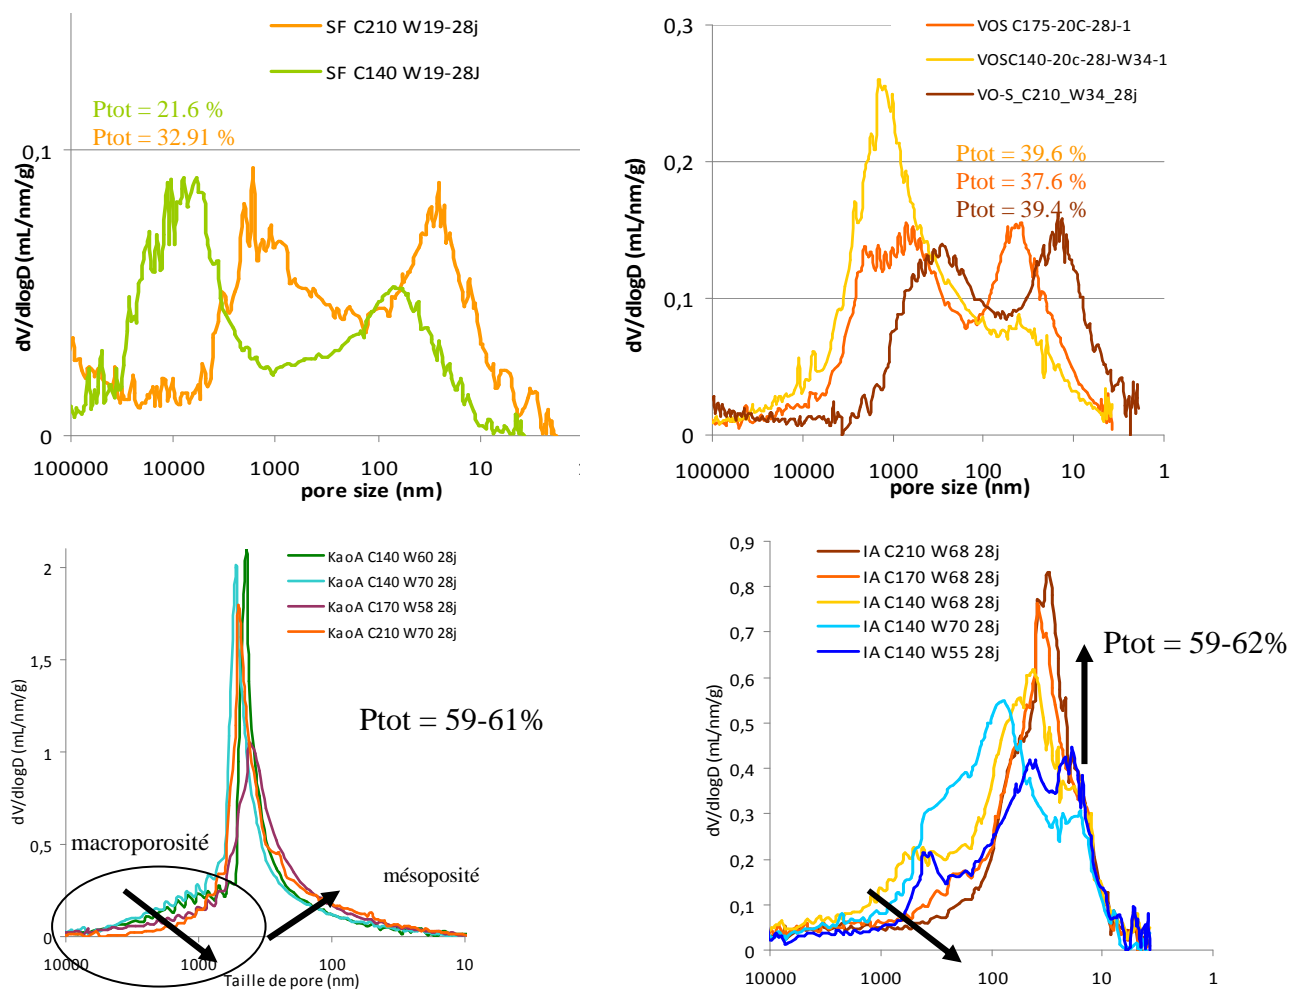 SF C210 W19-28j
SF C140 W19-28J
Ptot = 21.6 %
Ptot = 32.91 %
dV/dlogD (mL/nm/g)
0,1
0
100000 10000 1000 100 10 1
pore size (nm)
VOS C175-20C-28J-1
VOSC140-20c-28J-W34-1
VO-S_C210_W34_28j
Ptot = 39.6 %
Ptot = 37.6 %
Ptot = 39.4 %
dV/dlogD (mL/nm/g)
0,3
0,2
0,1
0
100000 10000 1000 100 10 1
pore size (nm)
KaoA C140 W60 28j
KaoA C140 W70 28j
KaoA C170 W58 28j
KaoA C210 W70 28j
Ptot = 59-61%
macroporosité
mésoposité
dV/dlogD (mL/nm/g)
2
1,5
1
0,5
0
10000 1000 100 10
Taille de pore (nm)
IA C210 W68 28j
IA C170 W68 28j
IA C140 W68 28j
IA C140 W70 28j
IA C140 W55 28j
Ptot = 59-62%
dV/dlogD (mL/nm/g)
0,9
0,8
0,7
0,6
0,5
0,4
0,3
0,2
0,1
0
10000 1000 100 10 1